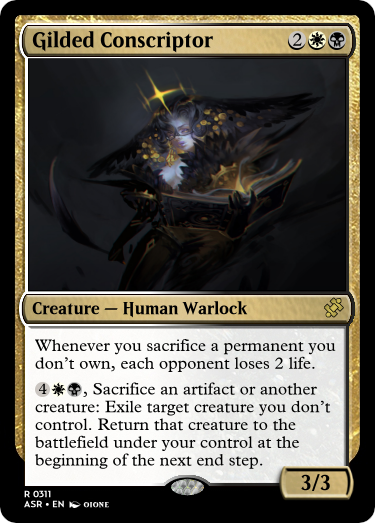 Gilded Conscriptor 2
Creature — Human Warlock
Whenever you sacrifice a permanent you
don't own, each opponent loses 2 life.
4, Sacrifice an artifact or another
creature: Exile target creature you don't
control. Return that creature to the
battlefield under your control at the
beginning of the next end step.
3/3
R 0311
ASR • EN OIONE